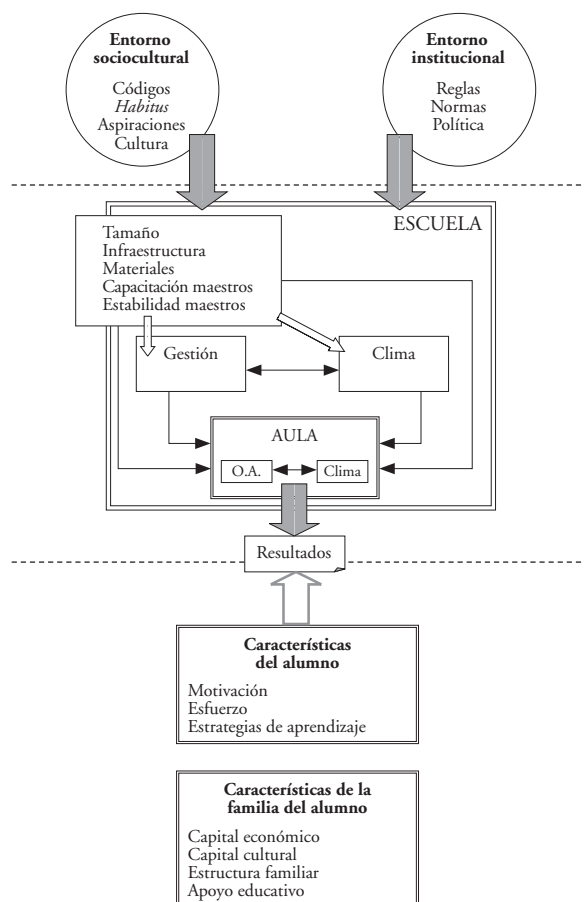 Entorno
sociocultural
Códigos
Habitus
Aspiraciones
Cultura
Entorno
institucional
Reglas
Normas
Política
ESCUELA
Tamaño
Infraestructura
Materiales
Capacitación maestros
Estabilidad maestros
Gestión
Clima
AULA
O.A.
Clima
Resultados
Características
del alumno
Motivación
Esfuerzo
Estrategias de aprendizaje
Características de la
familia del alumno
Capital económico
Capital cultural
Estructura familiar
Apoyo educativo